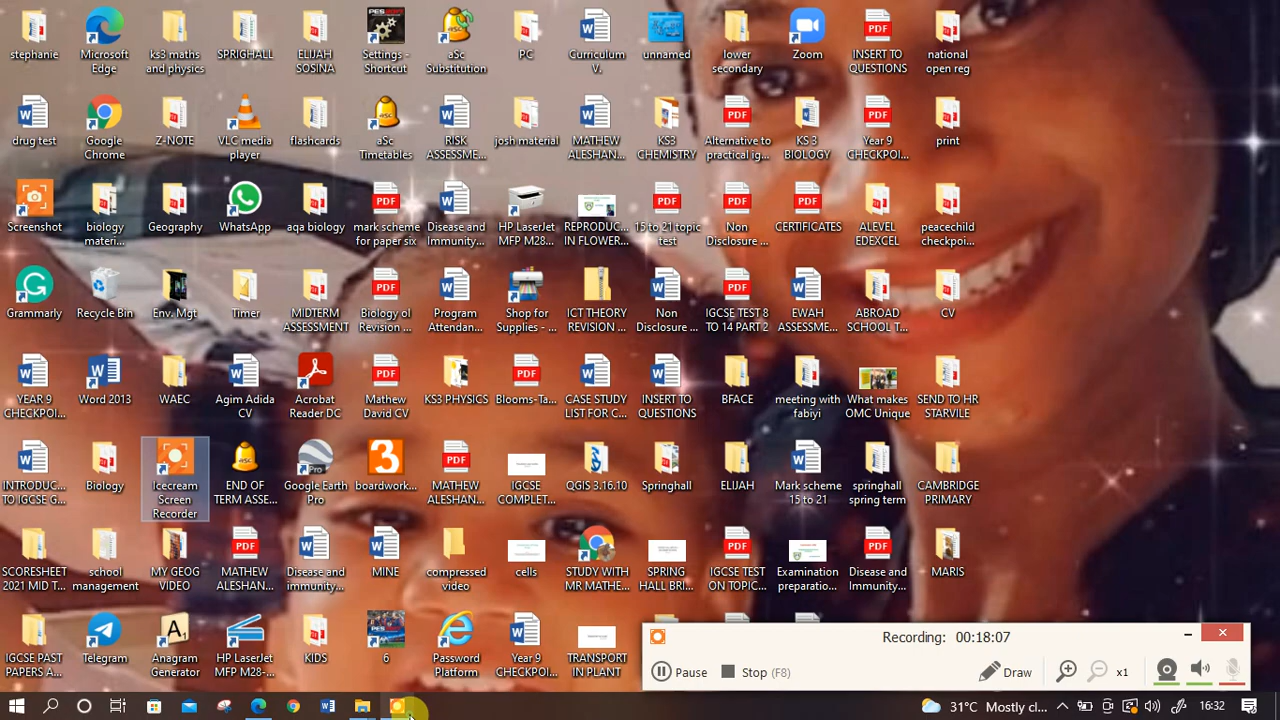 stephanie
Microsoft
Edge
ks3 maths
and physics
SPRIGHALL
ELIJAH
SOSINA
Settings -
Shortcut
aSc
Substitution
PC
Curriculum
V.
unnamed
lower
secondary
Zoom
INSERT TO
QUESTIONS
national
open reg
drug test
Google
Chrome
Z-NOTE
VLC media
player
flashcards
aSc
Timetables
RISK
ASSESSME...
josh material
MATHEW
ALESHAN...
KS3
CHEMISTRY
Alternative to
practical ig...
KS 3
BIOLOGY
Year 9
CHECKPOI...
print
Screenshot
biology
materi...
Geography
WhatsApp
aqa biology
mark scheme
for paper six
Disease and
Immunity...
HP LaserJet
MFP M28...
REPRODUC...
IN FLOWER...
15 to 21 topic
test
Non
Disclosure ...
CERTIFICATES
ALEVEL
EDEXCEL
peacechild
checkpoi...
Grammarly
Recycle Bin
Env. Mgt
Timer
MIDTERM
ASSESSMENT
Biology ol
Revision ...
Program
Attendan...
Shop for
Supplies - ...
ICT THEORY
REVISION ...
Non
Disclosure ...
IGCSE TEST 8
TO 14 PART 2
EWAH
ASSESSME...
ABROAD
SCHOOL T...
CV
YEAR 9
CHECKPOI...
Word 2013
WAEC
Agim Adida
CV
Acrobat
Reader DC
Mathew
David CV
KS3 PHYSICS
Blooms-Ta...
CASE STUDY
LIST FOR C...
INSERT TO
QUESTIONS
BFACE
meeting with
fabiyi
What makes
OMC Unique
SEND TO HR
STARVILE
INTRODUC...
TO IGCSE G...
Biology
Icecream
Screen
Recorder
END OF
TERM ASSE...
Google Earth
Pro
boardwork...
MATHEW
ALESHAN...
IGCSE
COMPLET...
QGIS 3.16.10
Springhall
ELIJAH
Mark scheme
15 to 21
springhall
spring term
CAMBRIDGE
PRIMARY
SCORESHEET
2021 MID T...
school
management
MY GEOG
VIDEO
MATHEW
ALESHAN...
Disease and
immunity...
MINE
compressed
video
cells
STUDY WITH
MR MATHE...
SPRING
HALL BRI...
IGCSE TEST
ON TOPIC...
Examination
preparatio...
Disease and
Immunity...
MARIS
IGCSE PAST
PAPERS A...
Telegram
Anagram
Generator
HP LaserJet
MFP M28-...
KIDS
6
Password
Platform
Year 9
CHECKPOI...
TRANSPORT
IN PLANT
Recording: 00:18:07
Pause
Stop (F8)
Draw
x1
31°C Mostly cl...
16:32